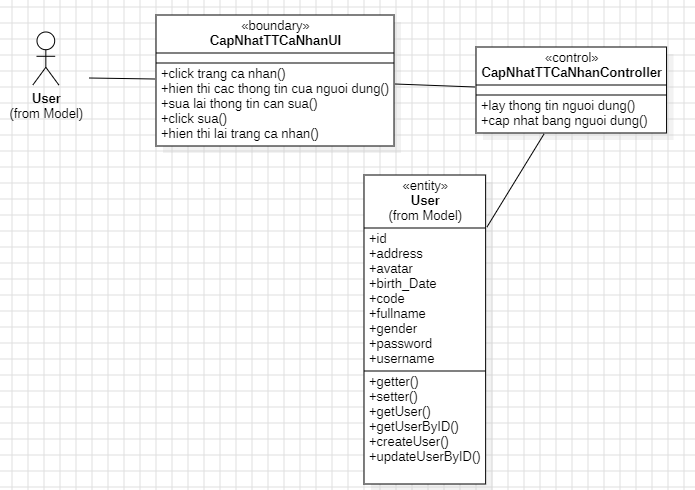 User
(from Model)
«boundary»
CapNhatTTCaNhanUI
+click trang ca nhan()
+hien thi cac thong tin cua nguoi dung()
+sua lai thong tin can sua()
+click sua()
+hien thi lai trang ca nhan()
«control»
CapNhatTTCaNhanController
+lay thong tin nguoi dung()
+cap nhat bang nguoi dung()
«entity»
User
(from Model)
+id
+address
+avatar
+birth_Date
+code
+fullname
+gender
+password
+username
+getter()
+setter()
+getUser()
+getUserByID()
+createUser()
+updateUserByID()